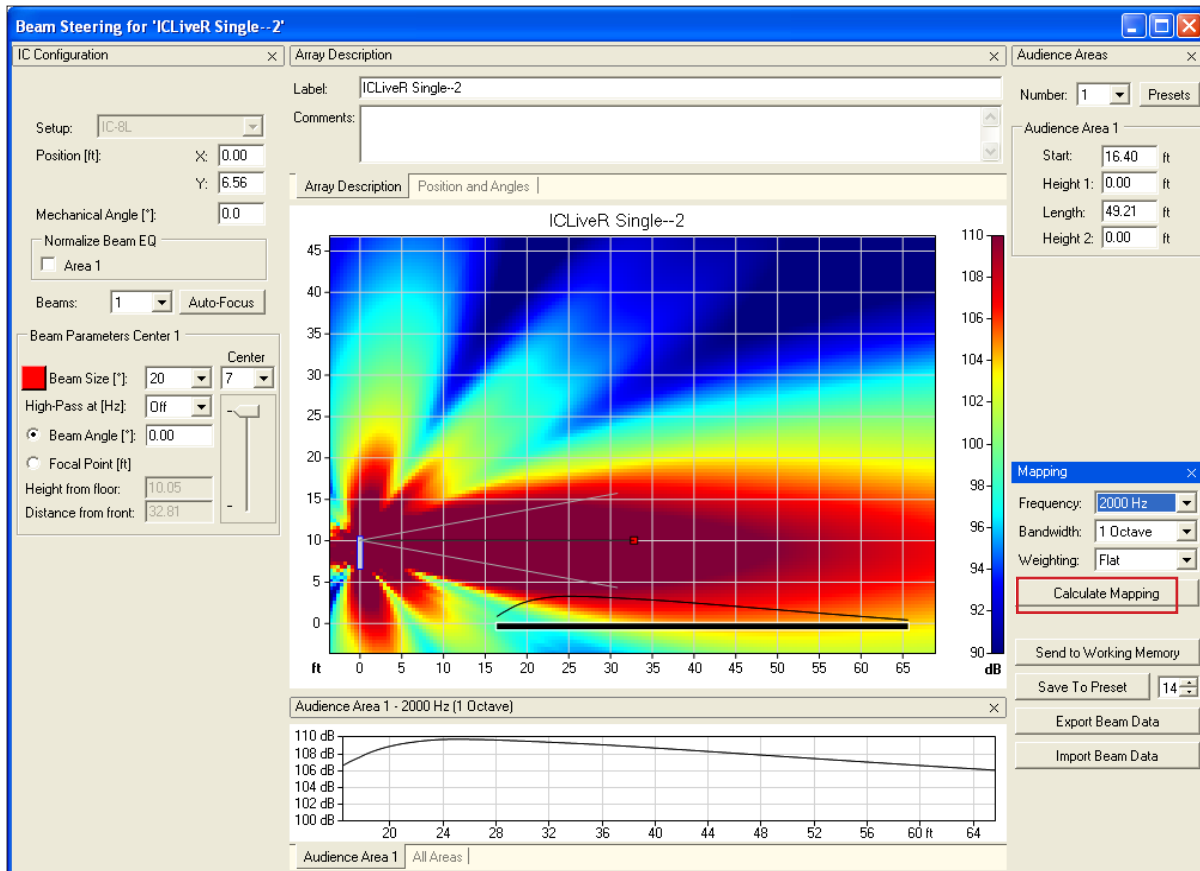 Beam Steering for 'ICLiveR Single--2'
IC Configuration
Setup: IC-8L
Position [ft]: X: 0.00
Y: 6.56
Mechanical Angle [°]: 0.0
Normalize Beam EQ
Area 1
Beams: 1 Auto-Focus
Beam Parameters Center 1
Center
Beam Size [°]: 20 7
High-Pass at [Hz]: Off
Beam Angle [°]: 0.00
Focal Point [ft]
Height from floor: 10.05
Distance from front: 32.81
Array Description
Label: ICLiveR Single--2
Comments:
Array Description Position and Angles
ICLiveR Single--2
45
40
35
30
25
20
15
10
5
0
ft 0 5 10 15 20 25 30 35 40 45 50 55 60 65
110
108
106
104
102
100
98
96
94
92
90
dB
Audience Area 1 - 2000 Hz (1 Octave)
110 dB
108 dB
106 dB
104 dB
102 dB
100 dB
20 24 28 32 36 40 44 48 52 56 60 ft 64
Audience Area 1 All Areas
Audience Areas
Number: 1 Presets
Audience Area 1
Start: 16.40 ft
Height 1: 0.00 ft
Length: 49.21 ft
Height 2: 0.00 ft
Mapping
Frequency: 2000 Hz
Bandwidth: 1 Octave
Weighting: Flat
Calculate Mapping
Send to Working Memory
Save To Preset 14
Export Beam Data
Import Beam Data